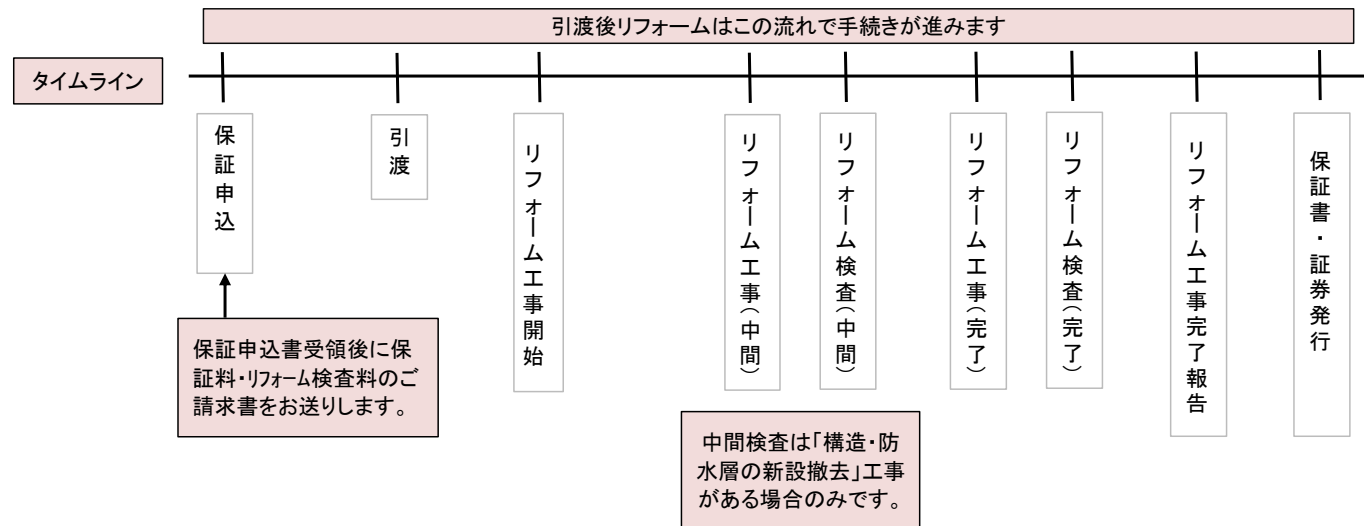 引渡後リフォームはこの流れで手続きが進みます
タイムライン
保証申込
引渡
リフォーム工事開始
リフォーム工事(中間)
リフォーム検査(中間)
リフォーム工事(完了)
リフォーム検査(完了)
リフォーム工事完了報告
保証書・証券発行
保証申込書受領後に保
証料・リフォーム検査料のご
請求書をお送りします。
中間検査は「構造・防
水層の新設撤去」工事
がある場合のみです。